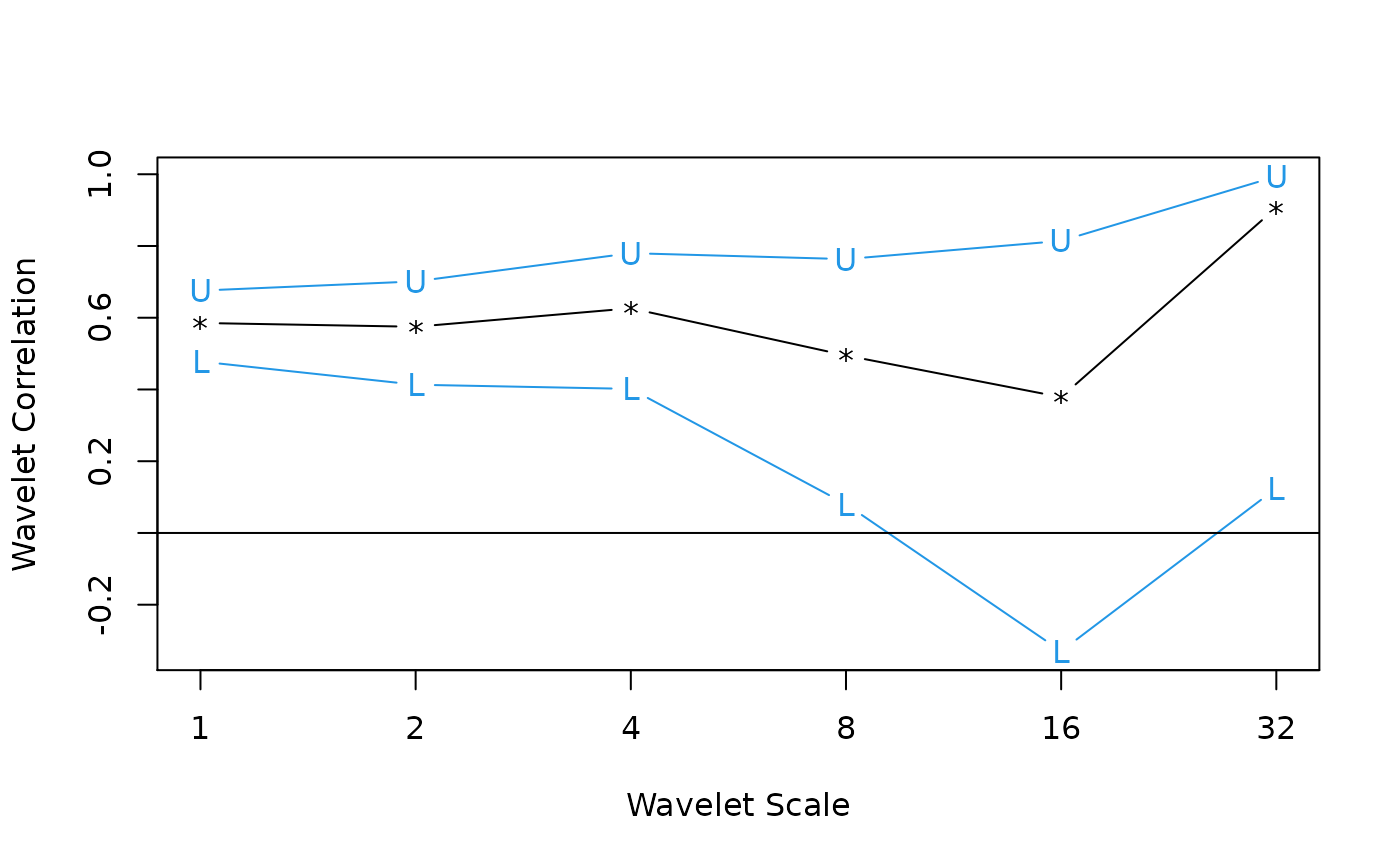 Wavelet Correlation
1.0
0.6
0.2
-0.2
U U U U U U
* * * * * *
L L L L L L
1 2 4 8 16 32
Wavelet Scale